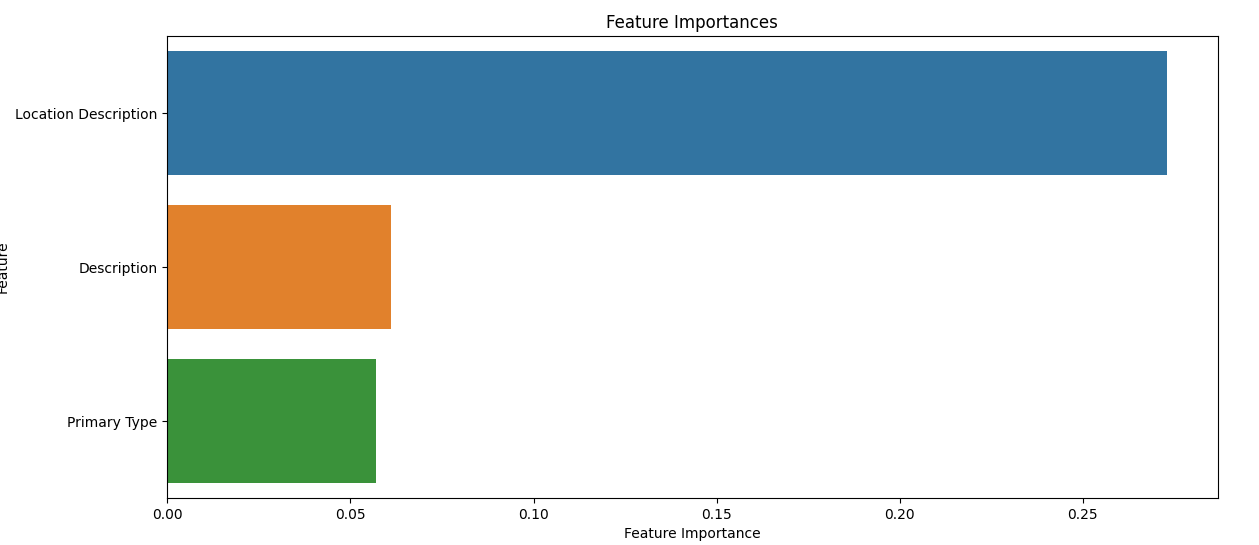 Feature Importances
Location Description
Description
Primary Type
Feature
0.00 0.05 0.10 0.15 0.20 0.25
Feature Importance